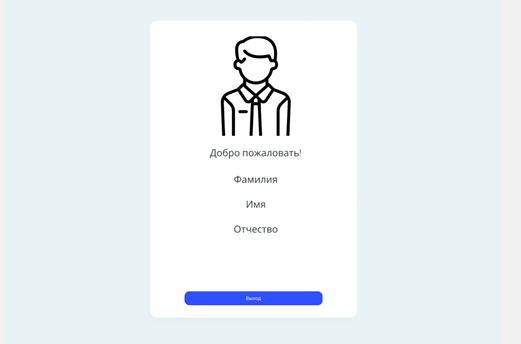 Добро пожаловать!
Фамилия
Имя
Отчество
Выход